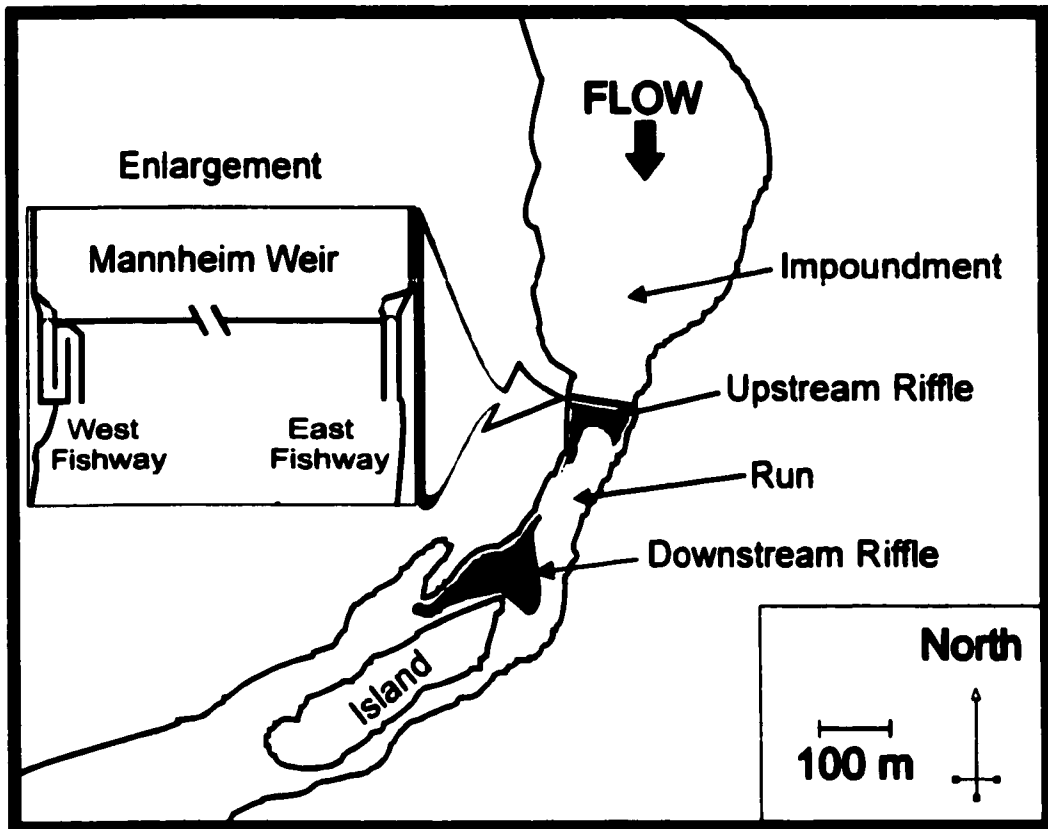 FLOW
Enlargement
Mannheim Weir
West
Fishway
East
Fishway
Impoundment
Upstream Riffle
Run
Downstream Riffle
Island
North
100 m